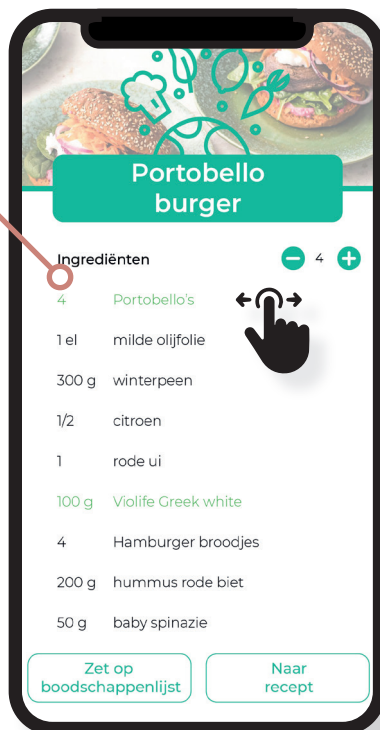 Portobello
burger
Ingrediënten 4
4 Portobello's
1 el milde olijfolie
300 g winterpeen
1/2 citroen
1 rode ui
100 g Violife Greek white
4 Hamburger broodjes
200 g hummus rode biet
50 g baby spinazie
Zet op
boodschappenlijst
Naar
recept